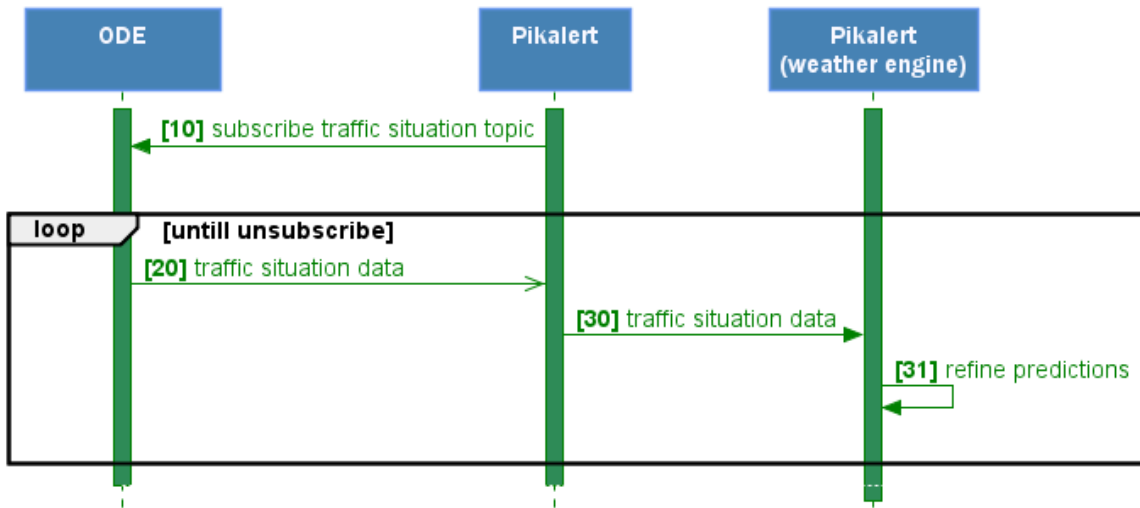 ODE
Pikalert
Pikalert
(weather engine)
[10] subscribe traffic situation topic
loop
[untill unsubscribe]
[20] traffic situation data
[30] traffic situation data
[31] refine predictions